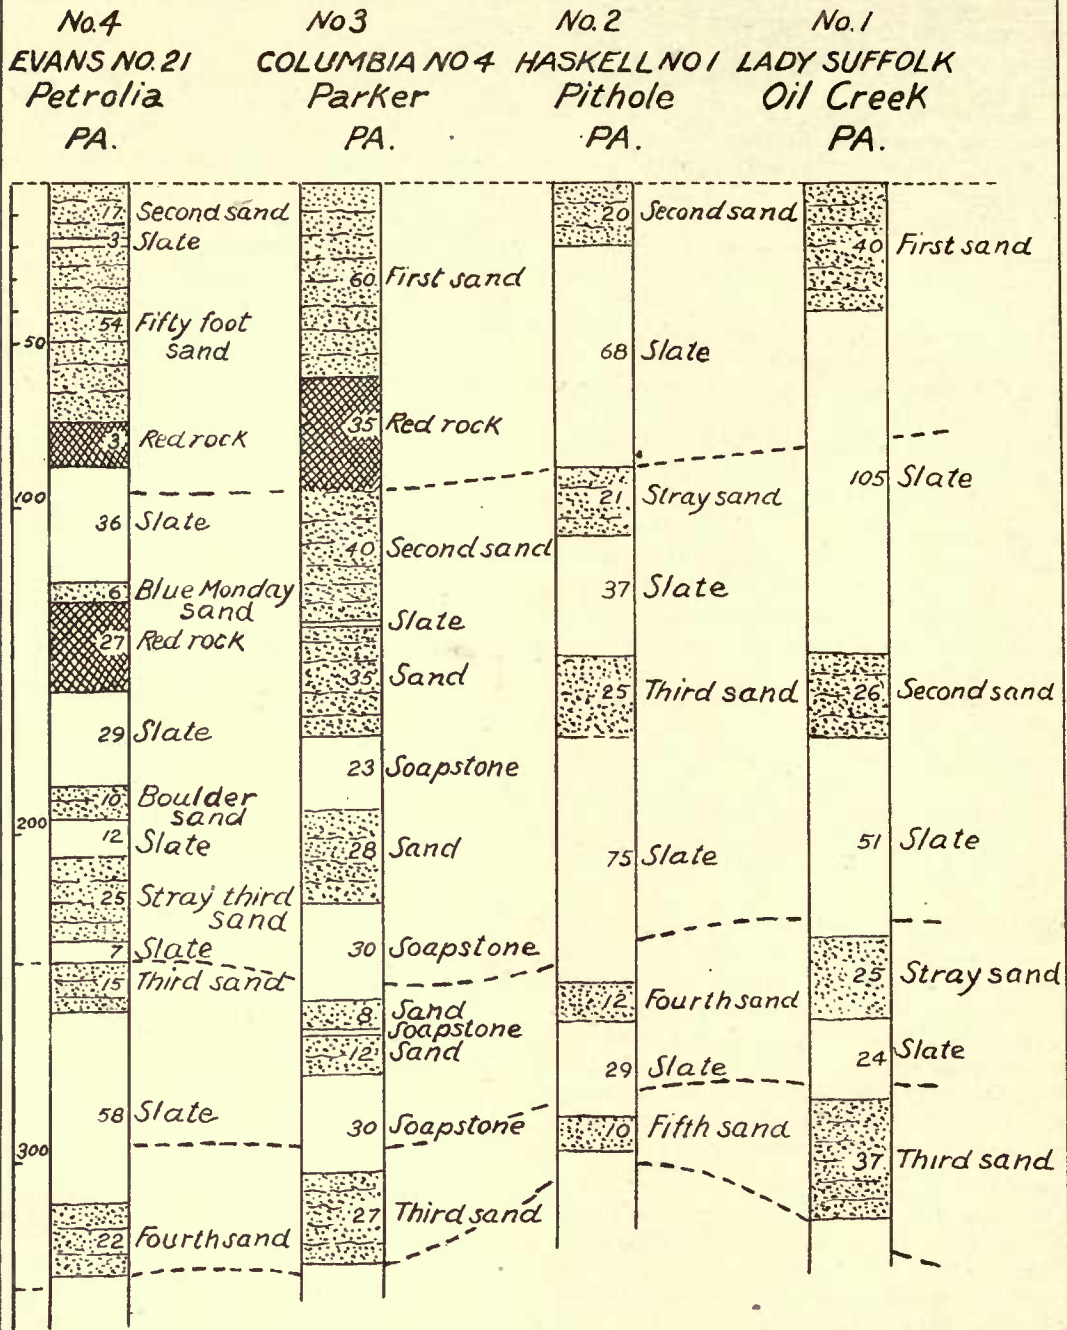 No.4
EVANS NO. 21
Petrolia
PA.
No 3
COLUMBIA NO 4
Parker
PA.
No. 2
HASKELL NO 1
Pithole
PA.
No. 1
LADY SUFFOLK
Oil Creek
PA.
50
100
200
300
17 Second sand
3 Slate
54 Fifty foot
sand
3 Red rock
36 Slate
6 Blue Monday
sand
27 Red rock
29 Slate
10 Boulder
sand
12 Slate
25 Stray third
sand
7 Slate
15 Third sand
58 Slate
22 Fourth sand
60 First sand
35 Red rock
40 Second sand
Slate
35 Sand
23 Soapstone
28 Sand
30 Soapstone
8 Sand
Soapstone
12 Sand
30 Soapstone
27 Third sand
20 Second sand
68 Slate
21 Stray sand
37 Slate
25 Third sand
75 Slate
12 Fourth sand
29 Slate
10 Fifth sand
40 First sand
105 Slate
26 Second sand
51 Slate
25 Stray sand
24 Slate
37 Third sand